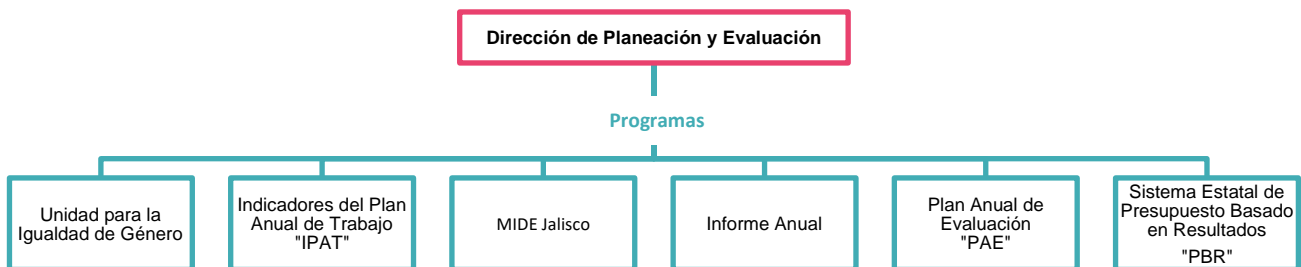 Dirección de Planeación y Evaluación
Programas
Unidad para la
Igualdad de Género
Indicadores del Plan
Anual de Trabajo
"IPAT"
MIDE Jalisco
Informe Anual
Plan Anual de
Evaluación
"PAE"
Sistema Estatal de
Presupuesto Basado
en Resultados
"PBR"